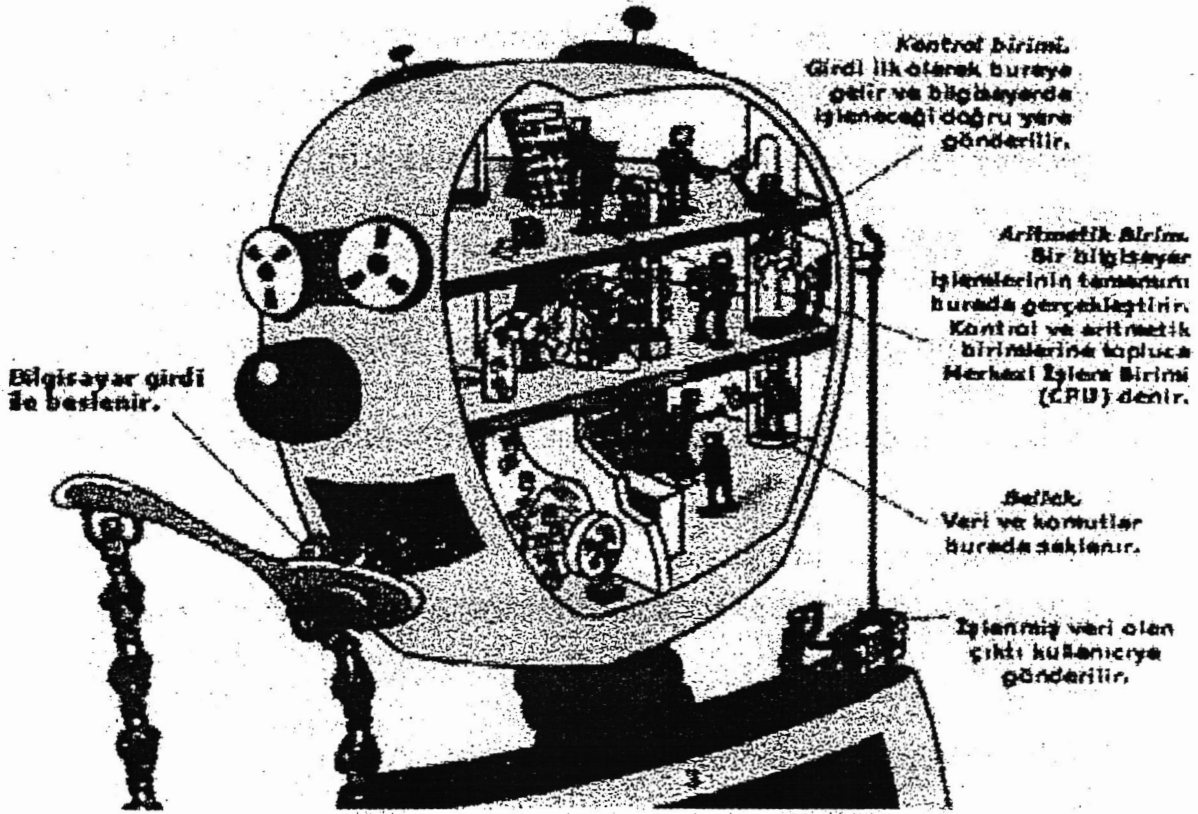 Kontrol birimi.
Girdi ilk olarak buraya
gelir ve bilgisayarda
işleneceği doğru yere
gönderilir.
Aritmetik Birim.
Bir bilgisayar
işlemlerinin tamamını
burada gerçekleştirir.
Kontrol ve aritmetik
birimlerine topluca
Merkezi İşlem Birimi
(CPU) denir.
Bilgisayar girdi
ile beslenir.
Bellek.
Veri ve komutlar
burada saklanır.
İşlenmiş veri olan
çıktı kullanıcıya
gönderilir.